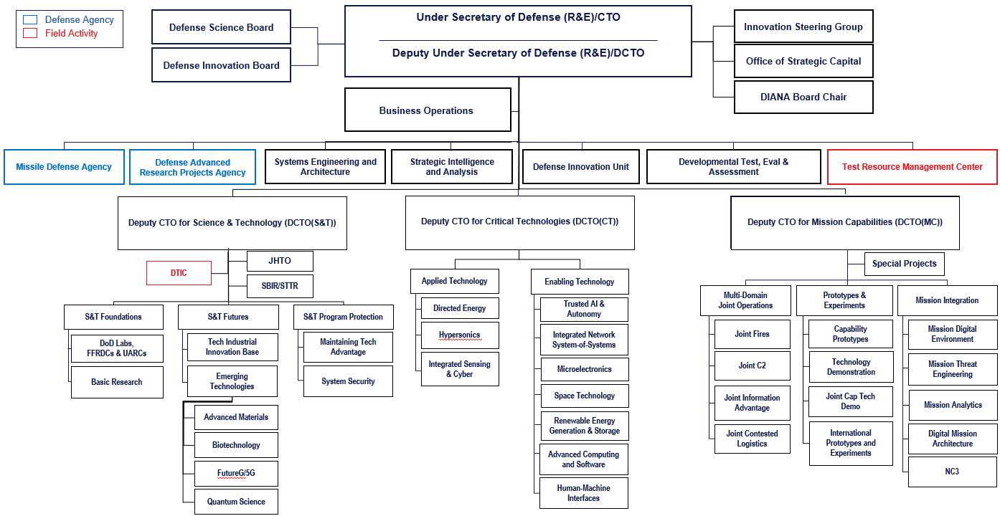 Defense Agency
Field Activity
Defense Science Board
Defense Innovation Board
Under Secretary of Defense (R&E)/CTO
Deputy Under Secretary of Defense (R&E)/DCTO
Innovation Steering Group
Office of Strategic Capital
DIANA Board Chair
Business Operations
Missile Defense Agency
Defense Advanced
Research Projects Agency
Systems Engineering and
Architecture
Strategic Intelligence
and Analysis
Defense Innovation Unit
Developmental Test, Eval &
Assessment
Test Resource Management Center
Deputy CTO for Science & Technology (DCTO(S&T))
DTIC
JHTO
SBIR/STTR
S&T Foundations
DoD Labs,
FFRDCs & UARCs
Basic Research
S&T Futures
Tech Industrial
Innovation Base
Emerging
Technologies
Advanced Materials
Biotechnology
FutureG/5G
Quantum Science
S&T Program Protection
Maintaining Tech
Advantage
System Security
Deputy CTO for Critical Technologies (DCTO(CT))
Applied Technology
Directed Energy
Hypersonics
Integrated Sensing
& Cyber
Enabling Technology
Trusted AI &
Autonomy
Integrated Network
System-of-Systems
Microelectronics
Space Technology
Renewable Energy
Generation & Storage
Advanced Computing
and Software
Human-Machine
Interfaces
Deputy CTO for Mission Capabilities (DCTO(MC))
Special Projects
Multi-Domain
Joint Operations
Joint Fires
Joint C2
Joint Information
Advantage
Joint Contested
Logistics
Prototypes &
Experiments
Capability
Prototypes
Technology
Demonstration
Joint Cap Tech
Demo
International
Prototypes and
Experiments
Mission Integration
Mission Digital
Environment
Mission Threat
Engineering
Mission Analytics
Digital Mission
Architecture
NC3